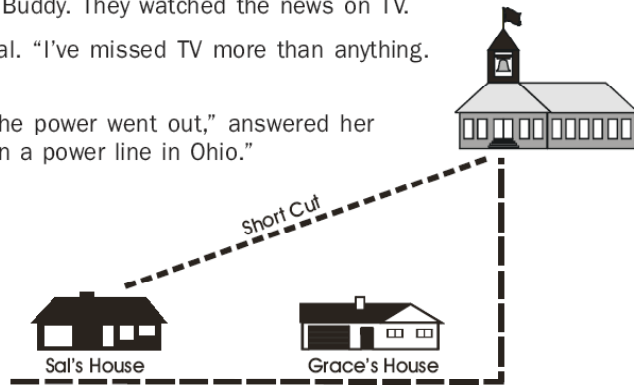 Buddy. They watched the news on TV.
al. “I’ve missed TV more than anything.
he power went out,” answered her
n a power line in Ohio.”
Short Cut
Sal’s House
Grace’s House